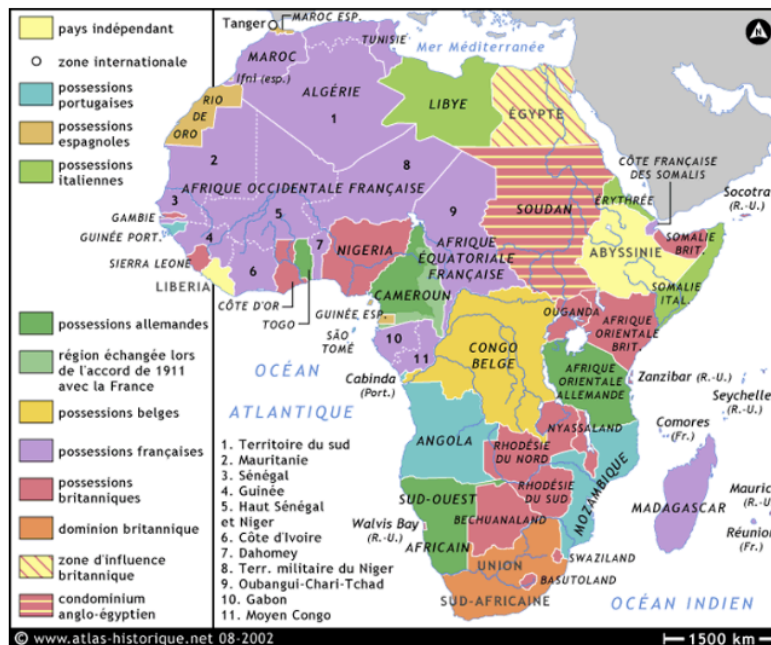 pays indépendant
zone internationale
possessions
portugaises
possessions
espagnoles
possessions
italiennes
possessions allemandes
région échangée lors
de l'accord de 1911
avec la France
possessions belges
possessions françaises
possessions
britanniques
dominion britannique
zone d'influence
britannique
condominium
anglo-égyptien
Tanger
MAROC ESP.
TUNISIE
Mer Méditerranée
N
MAROC
Ifni (esp.)
ALGÉRIE
1
LIBYE
ÉGYPTE
RIO
DE
ORO
2
8
AFRIQUE OCCIDENTALE FRANÇAISE
CÔTE FRANÇAISE
DES SOMALIS
3
5
9
SOUDAN
ÉRYTHRÉE
Socotra
(R.-U.)
GAMBIE
GUINÉE PORT.
4
7
NIGERIA
AFRIQUE
ÉQUATORIALE
FRANÇAISE
ABYSSINIE
SOMALIE
BRIT.
SIERRA LEONE
6
LIBERIA
CÔTE D'OR
TOGO
CAMEROUN
SOMALIE
ITAL.
GUINÉE ESP.
SÃO
TOMÉ
OUGANDA
AFRIQUE
ORIENTALE
BRIT.
10
11
CONGO
BELGE
OCÉAN
ATLANTIQUE
Cabinda
(Port.)
AFRIQUE
ORIENTALE
ALLEMANDE
Zanzibar (R.-U.)
Seychelle
(R.-U.)
NYASSALAND
Comores
(Fr.)
ANGOLA
RHODÉSIE
DU NORD
RHODÉSIE
DU SUD
MOZAMBIQUE
MADAGASCAR
Mauric
(R.-U.)
Réunion
(Fr.)
SUD-OUEST
AFRICAIN
BECHUANALAND
Walvis Bay
(R.-U.)
SWAZILAND
BASUTOLAND
UNION
SUD-AFRICAINE
OCÉAN INDIEN
1. Territoire du sud
2. Mauritanie
3. Sénégal
4. Guinée
5. Haut Sénégal
et Niger
6. Côte d'Ivoire
7. Dahomey
8. Terr. militaire du Niger
9. Oubangui-Chari-Tchad
10. Gabon
11. Moyen Congo
© www.atlas-historique.net 08-2002
1500 km